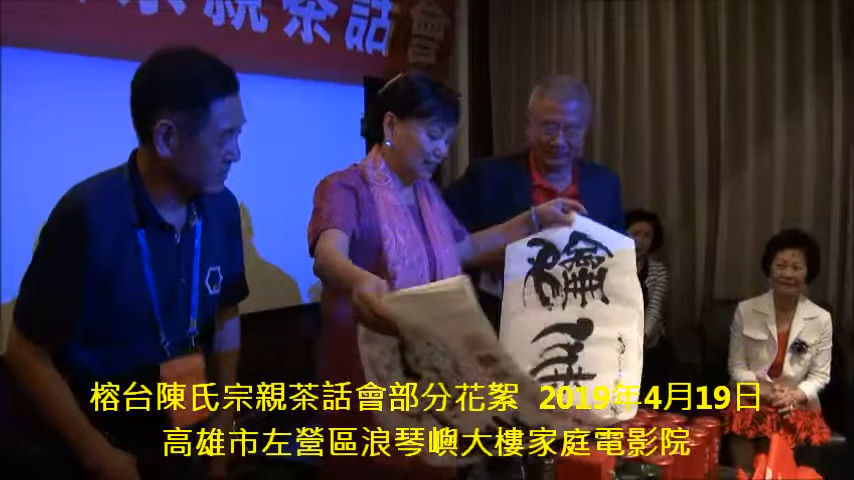 宗親茶話會
榕台陳氏宗親茶話會部分花絮 2019年4月19日
高雄市左營區浪琴嶼大樓家庭電影院